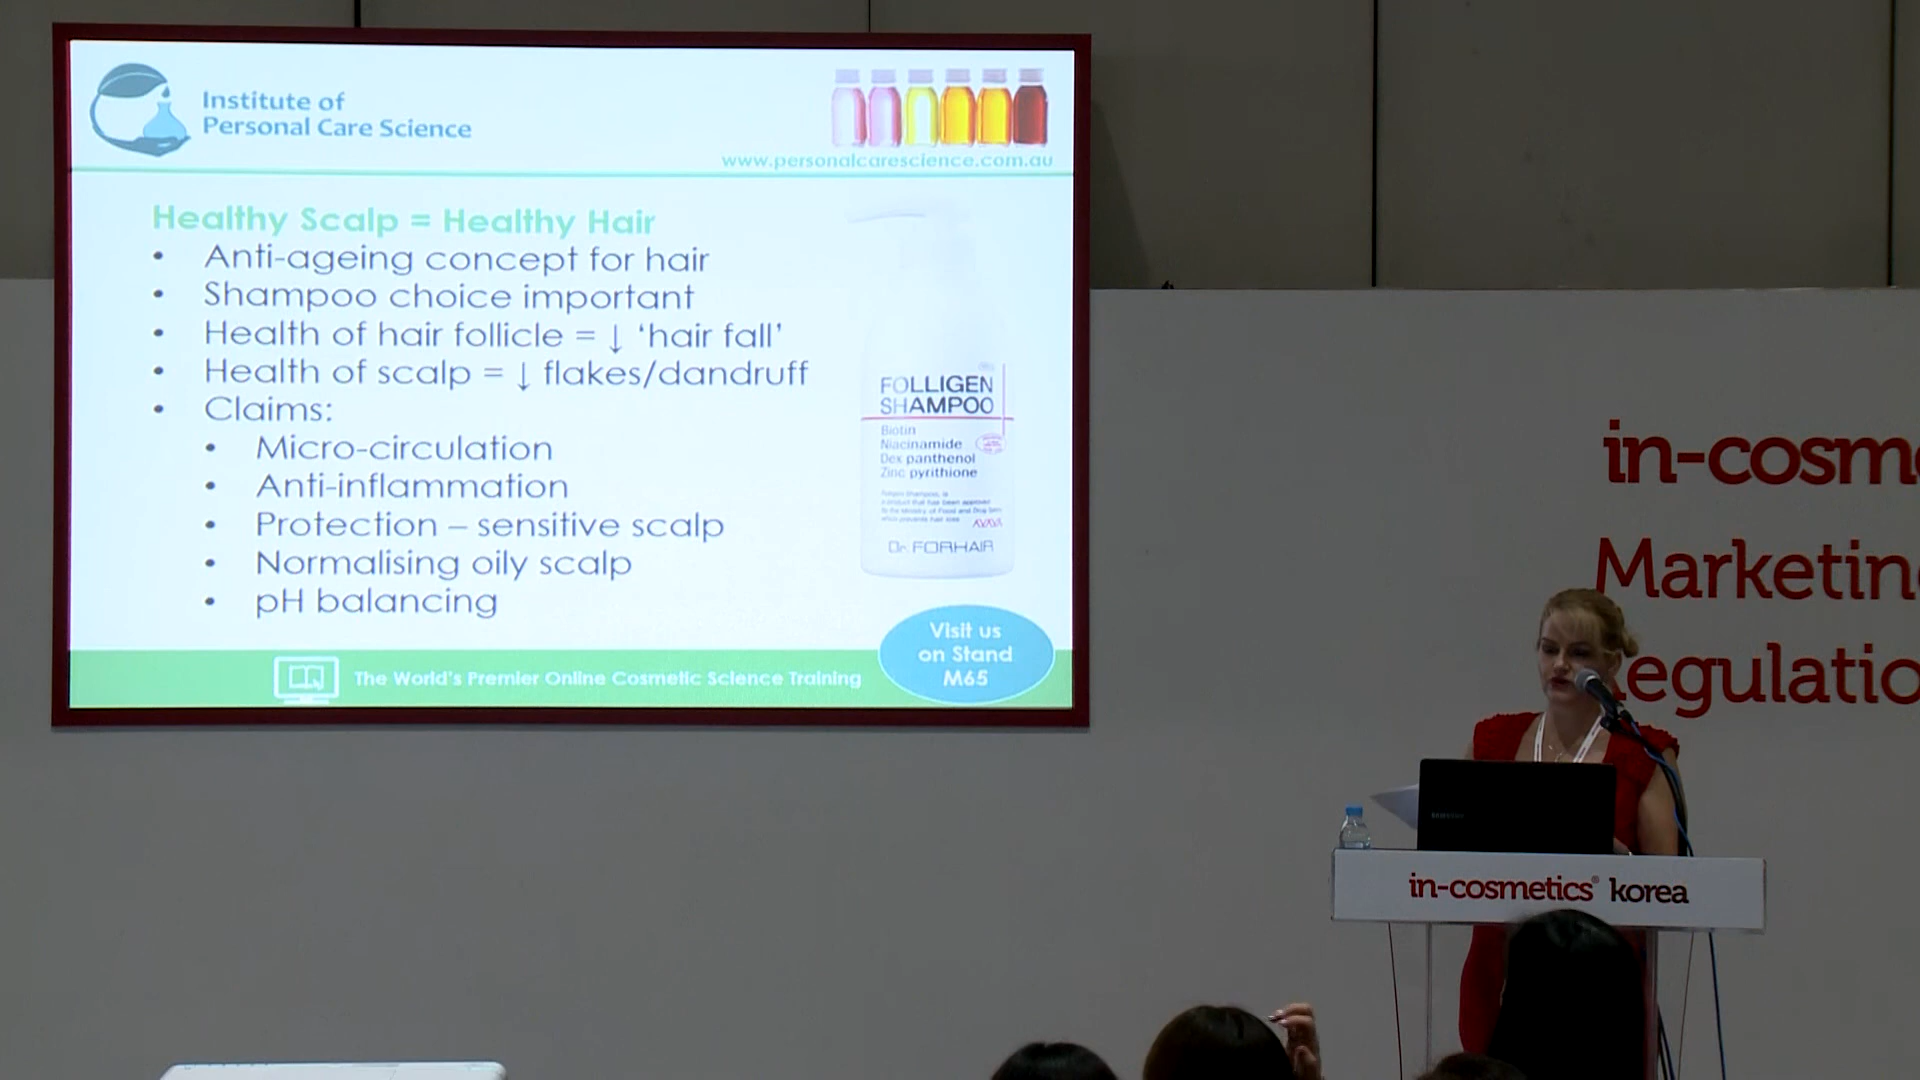 Institute of
Personal Care Science
www.personalcarescience.com.au
Healthy Scalp = Healthy Hair
• Anti-ageing concept for hair
• Shampoo choice important
• Health of hair follicle = ↓ ‘hair fall’
• Health of scalp = ↓ flakes/dandruff
• Claims:
• Micro-circulation
• Anti-inflammation
• Protection – sensitive scalp
• Normalising oily scalp
• pH balancing
FOLLIGEN
SHAMPOO
Biotin
Niacinamide
Dex panthenol
Zinc pyrithione
Dr. FORHAIR
The World's Premier Online Cosmetic Science Training
Visit us
on Stand
M65
in-cosm
Marketin
egulatio
in-cosmetics® korea